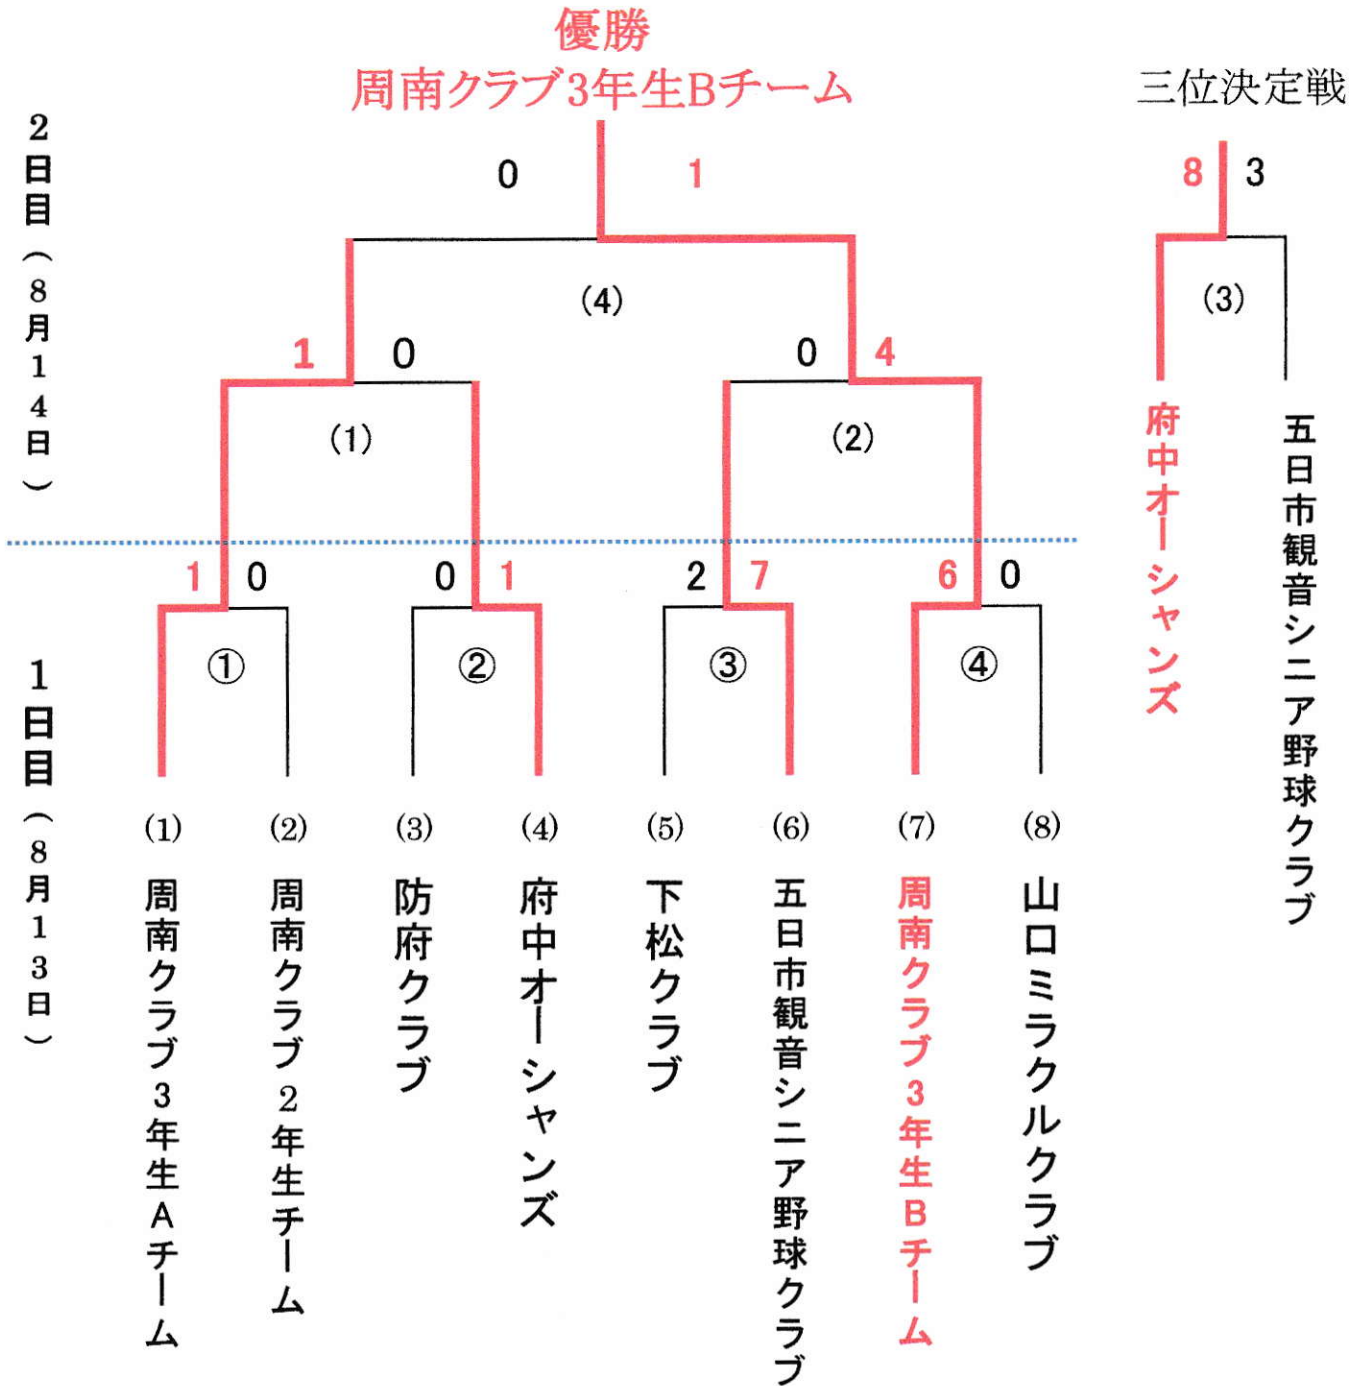 優勝
周南クラブ3年生Bチーム
三位決定戦
2日目(8月14日)
0 1
8 3
(4)
(3)
1 0
0 4
(1)
(2)
府中オーシャンズ
五日市観音シニア野球クラブ
1 0
0 1
2 7
6 0
①
②
③
④
1日目(8月13日)
(1) 周南クラブ3年生Aチーム
(2) 周南クラブ2年生チーム
(3) 防府クラブ
(4) 府中オーシャンズ
(5) 下松クラブ
(6) 五日市観音シニア野球クラブ
(7) 周南クラブ3年生Bチーム
(8) 山口ミラクルクラブ